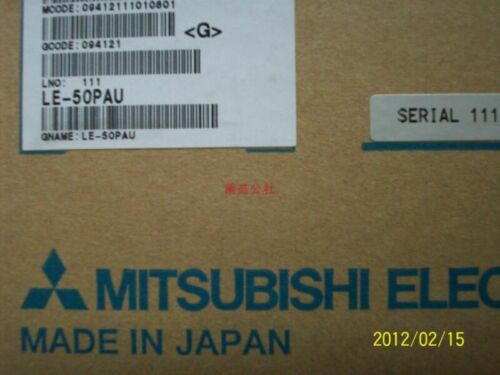 MCODE:09412111010801
<G>
GCODE:094121
LNO: 111
LE-50PAU
GNAME:LE-50PAU
SERIAL 111
MITSUBISHI ELEC
MADE IN JAPAN
2012/02/15